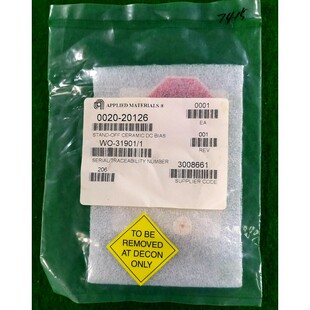 7415
APPLIED MATERIALS ®
0001
EA
0020-20126
STAND-OFF CERAMIC DC BIAS
001
REV
WO-31901/1
SERIAL/TRACEABILITY NUMBER
3008661
SUPPLIER CODE
206
TO BE
REMOVED
AT DECON
ONLY